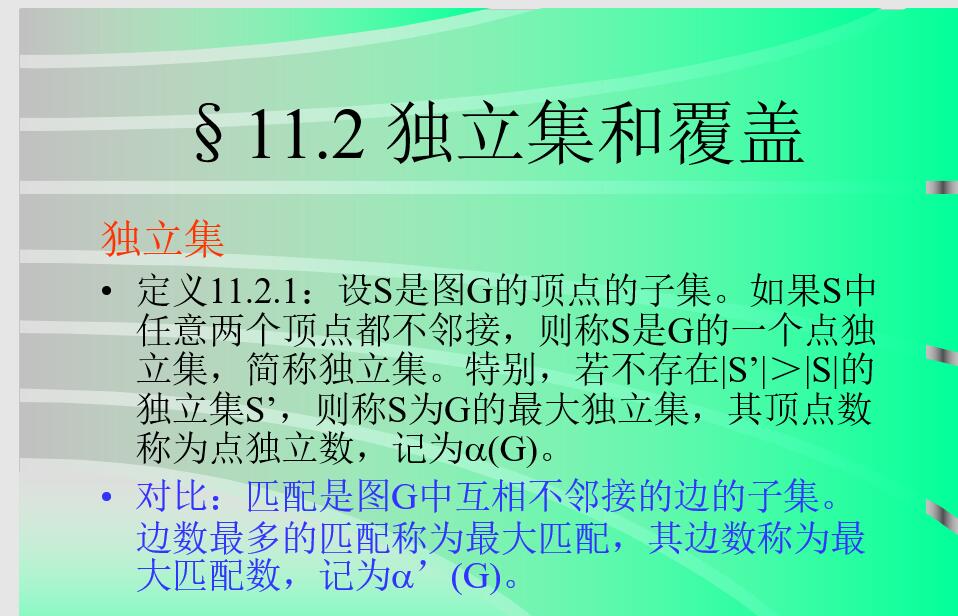 §11.2 独立集和覆盖
独立集
• 定义11.2.1：设S是图G的顶点的子集。如果S中
任意两个顶点都不邻接，则称S是G的一个点独
立集，简称独立集。特别，若不存在|S’|＞|S|的
独立集S’，则称S为G的最大独立集，其顶点数
称为点独立数，记为α(G)。
• 对比：匹配是图G中互相不邻接的边的子集。
边数最多的匹配称为最大匹配，其边数称为最
大匹配数，记为α’(G)。